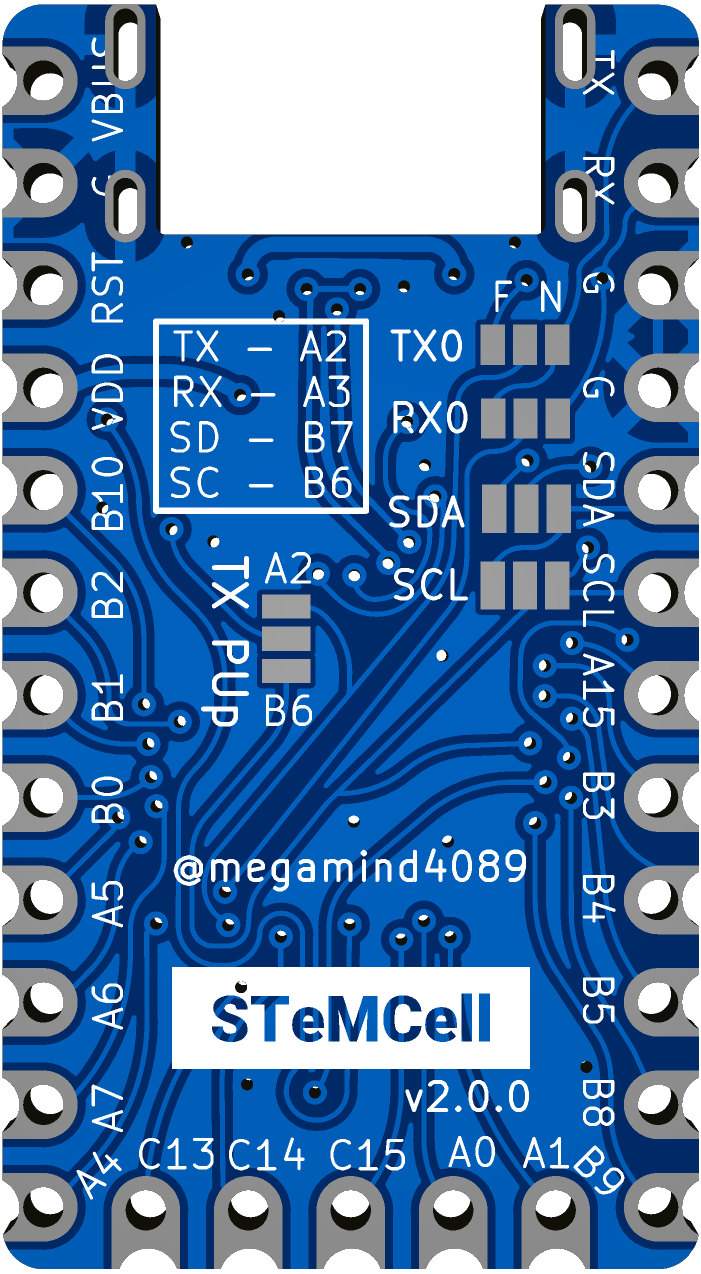 VBUS
G
RST
VDD
B10
B2
B1
B0
A5
A6
A7
A4
TX - A2
RX - A3
SD - B7
SC - B6
F N
TX0
RX0
SDA
SCL
TX PUp
A2
B6
@megamind4089
STeMCell
v2.0.0
C13 C14 C15 A0 A1
TX
RX
G
G
SDA
SCL
A15
B3
B4
B5
B8
B9